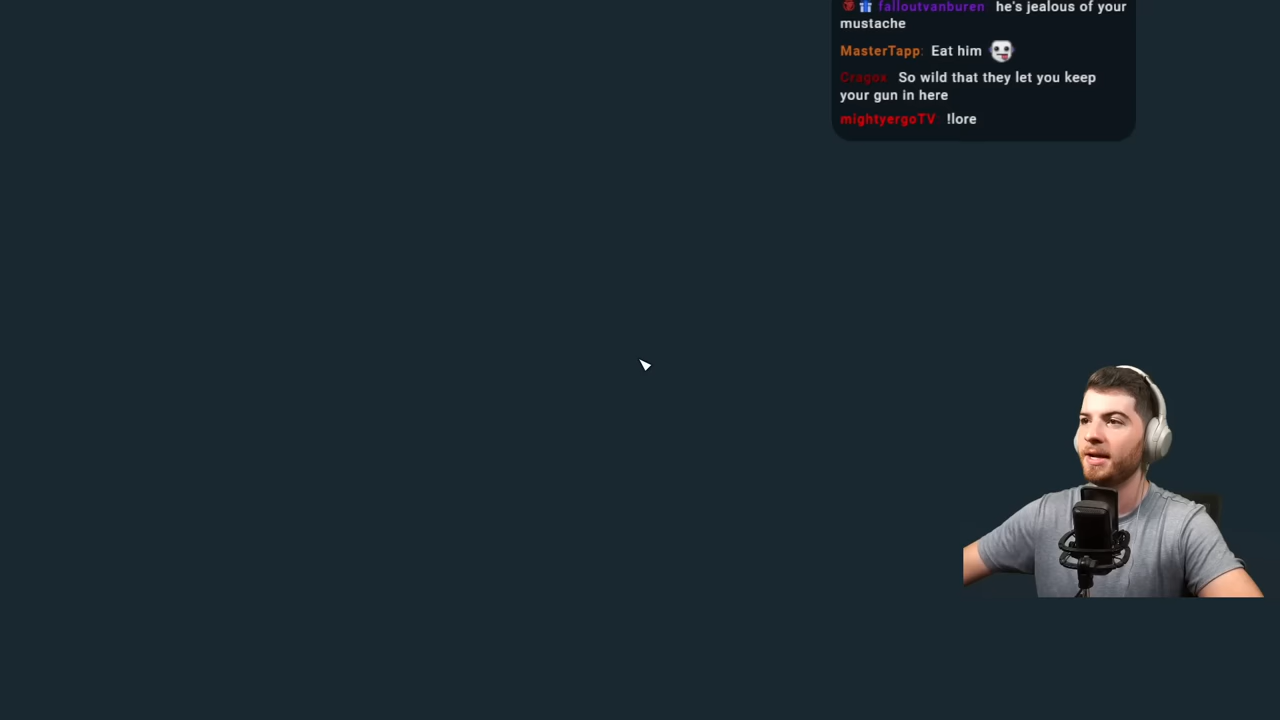 falloutvanburen he's jealous of your
mustache
MasterTapp: Eat him
Cragox So wild that they let you keep
your gun in here
mightyergoTV: !lore